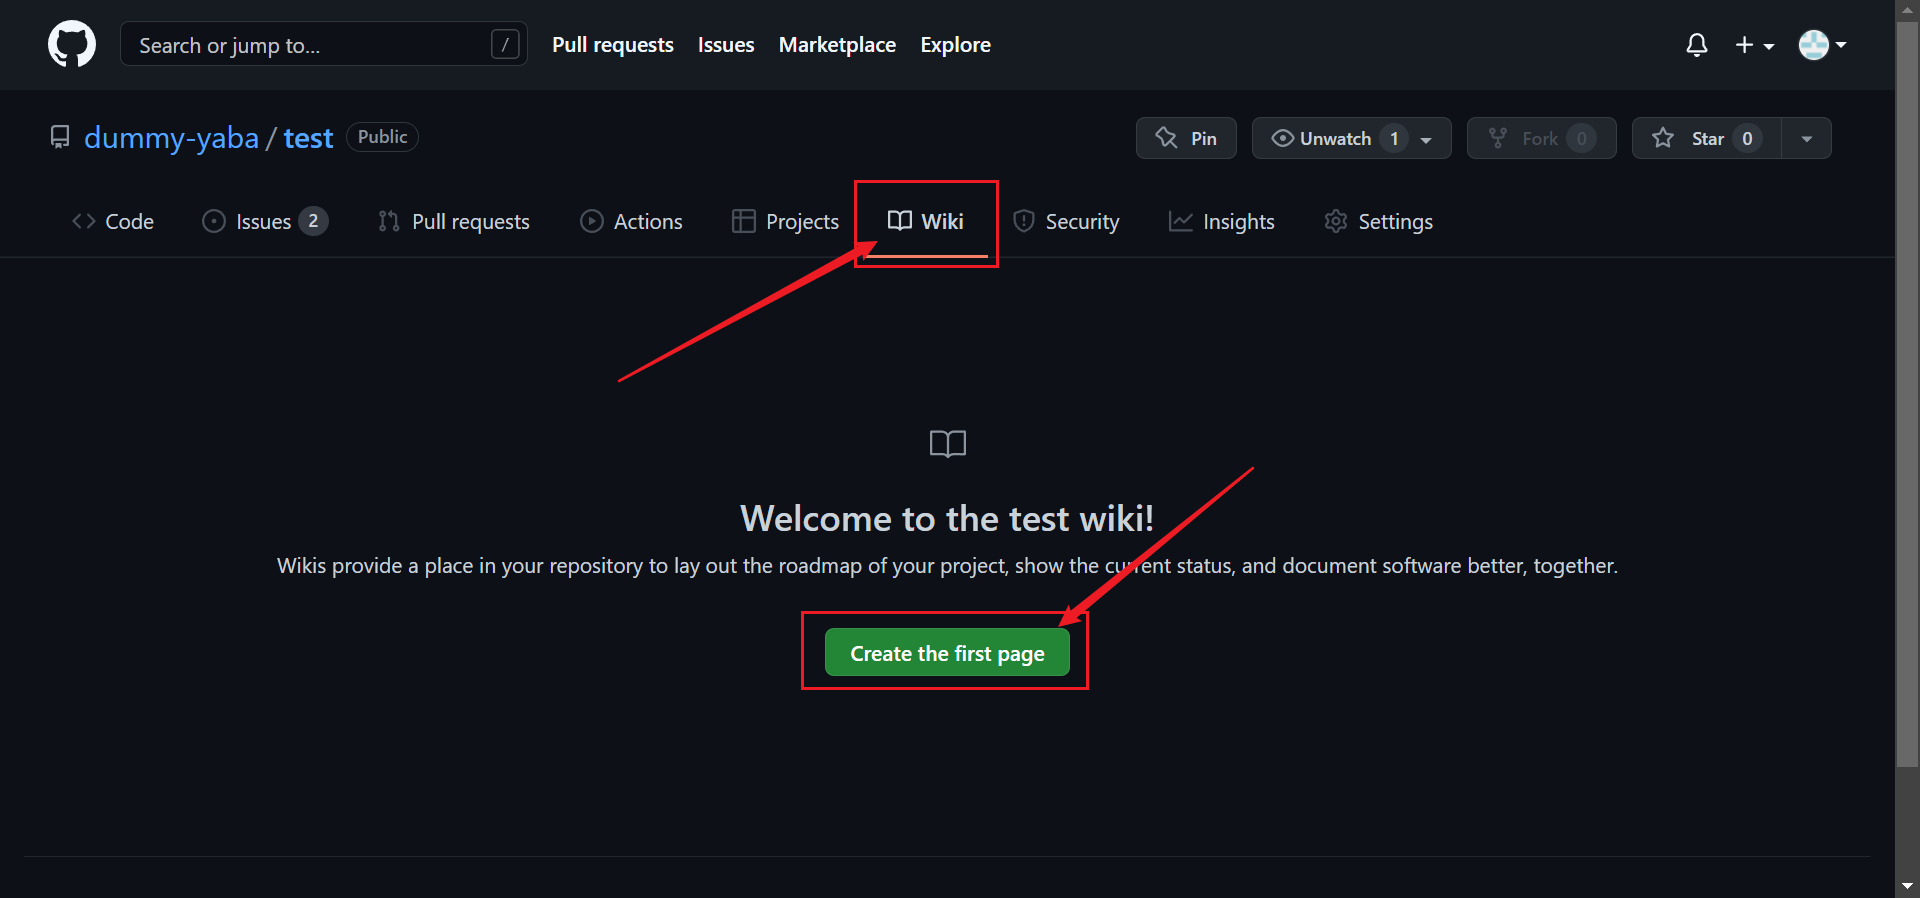 Search or jump to... / Pull requests Issues Marketplace Explore
dummy-yaba / test Public Pin Unwatch 1 Fork 0 Star 0
Code Issues 2 Pull requests Actions Projects Wiki Security Insights Settings
Welcome to the test wiki!
Wikis provide a place in your repository to lay out the roadmap of your project, show the current status, and document software better, together.
Create the first page